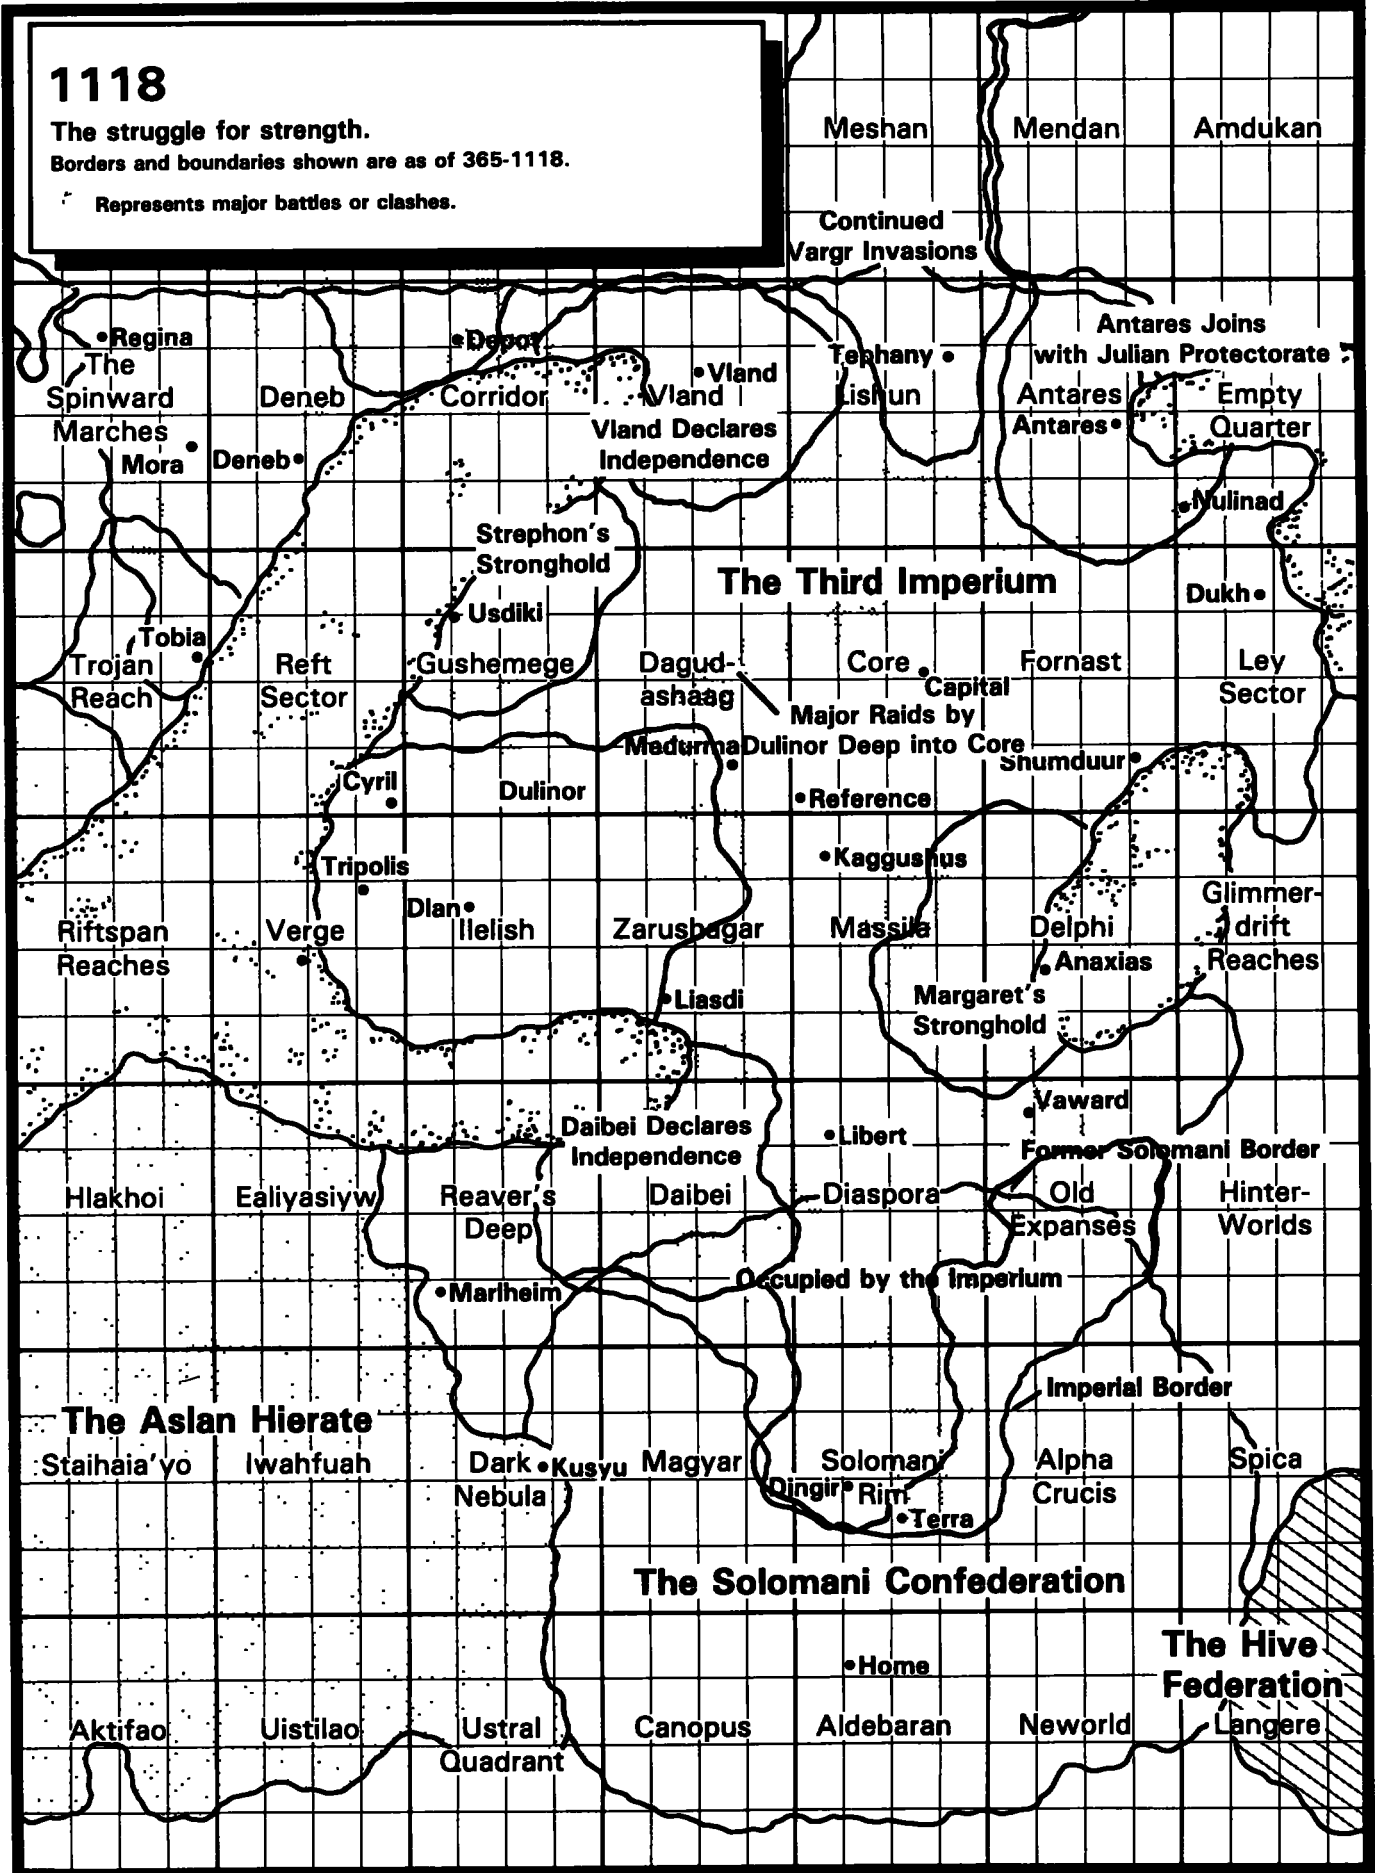 1118
The struggle for strength.
Borders and boundaries shown are as of 365-1118.
Represents major battles or clashes.
Meshan
Mendan
Amdukan
Continued
Vargr Invasions
Regina
The
Spinward
Marches
Mora
Deneb
Deneb
Depot
Corridor
Vland
Vland
Vland Declares
Independence
Tephany
Lishun
Antares Joins
with Julian Protectorate
Antares
Antares
Empty
Quarter
Nulinad
Strephon's
Stronghold
The Third Imperium
Usdiki
Dukh
Tobia
Trojan
Reach
Reft
Sector
Gushemege
Dagud-
ashaag
Core
Capital
Fornast
Ley
Sector
Major Raids by
Dulinor Deep into Core
Medurma
Shumduur
Cyril
Dulinor
Reference
Kaggushus
Tripolis
Dlan
Ilelish
Glimmer-
drift
Reaches
Riftspan
Reaches
Verge
Zarushagar
Massila
Delphi
Anaxias
Liasdi
Margaret's
Stronghold
Vaward
Daibei Declares
Independence
Libert
Former Solomani Border
Hlakhoi
Ealiyasiyw
Reaver's
Deep
Daibei
Diaspora
Old
Expanses
Hinter-
Worlds
Marlheim
Occupied by the Imperium
Imperial Border
The Aslan Hierate
Staihaia'yo
Iwahfuah
Dark
Nebula
Kusyu
Magyar
Solomani
Rim
Dingir
Terra
Alpha
Crucis
Spica
The Solomani Confederation
The Hive
Federation
Home
Aktifao
Uistilao
Ustral
Quadrant
Canopus
Aldebaran
Neworld
Langere